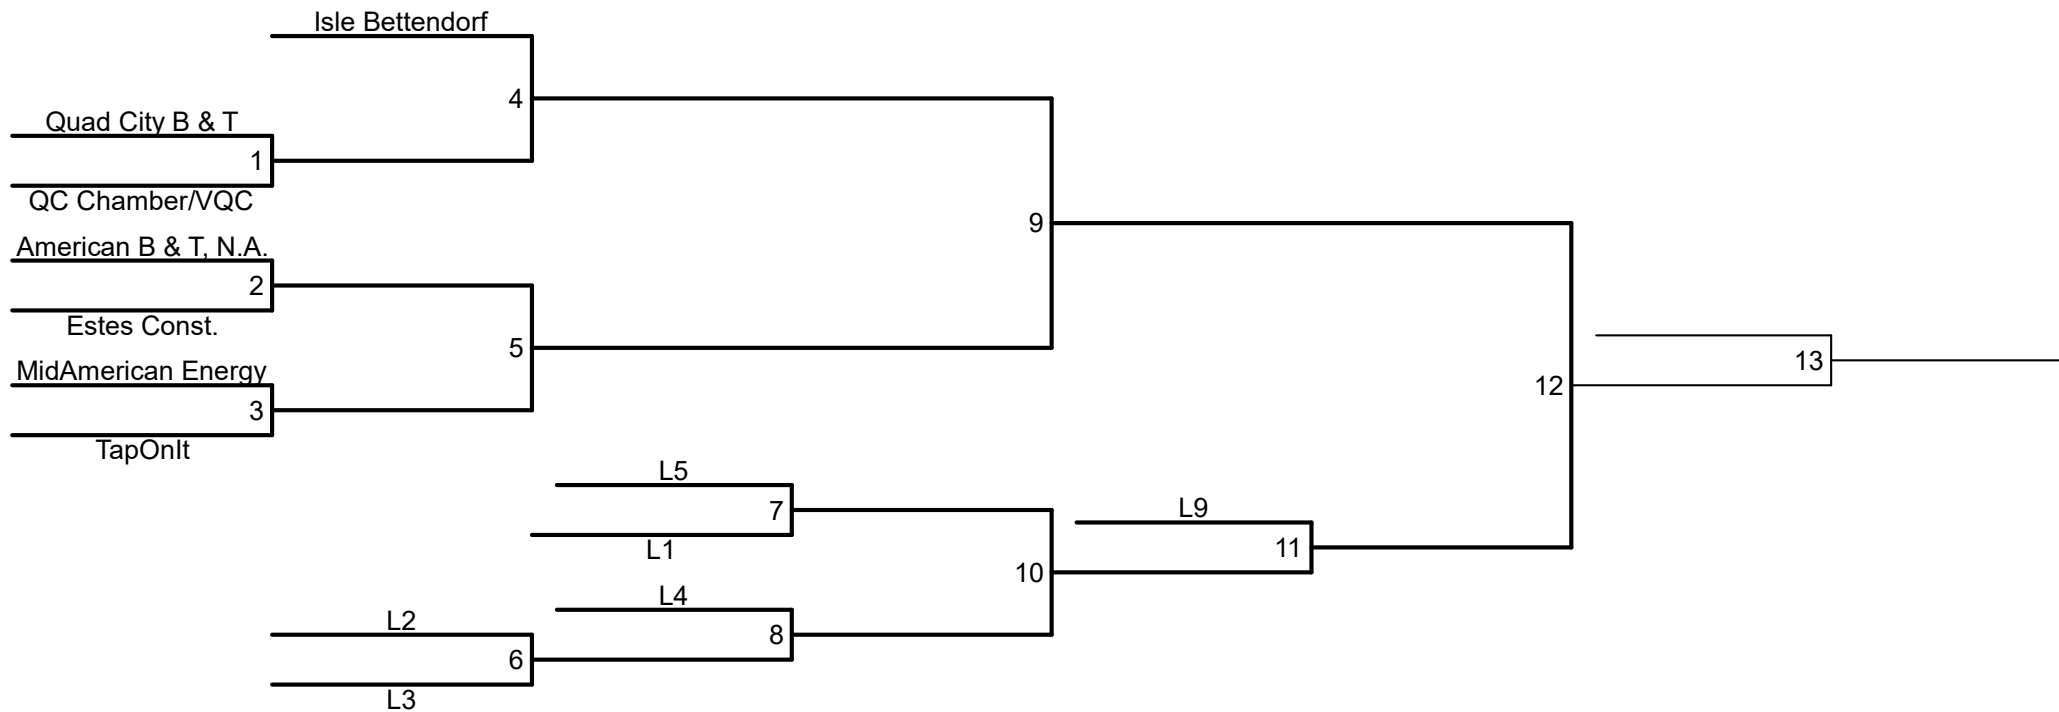 Isle Bettendorf
4
Quad City B & T
1
QC Chamber/VQC
9
American B & T, N.A.
2
Estes Const.
5
MidAmerican Energy
3
TapOnIt
13
12
L5
7
L1
L9
11
10
L4
8
L2
6
L3